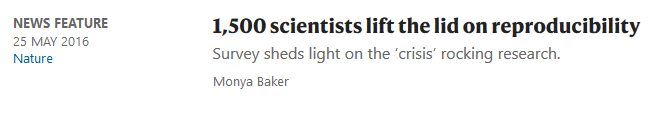 NEWS FEATURE
25 MAY 2016
Nature
1,500 scientists lift the lid on reproducibility
Survey sheds light on the ‘crisis’ rocking research.
Monya Baker